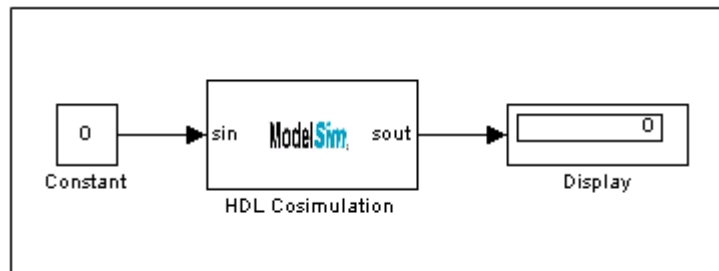 0
Constant
sin
ModelSim
sout
HDL Cosimulation
0
Display